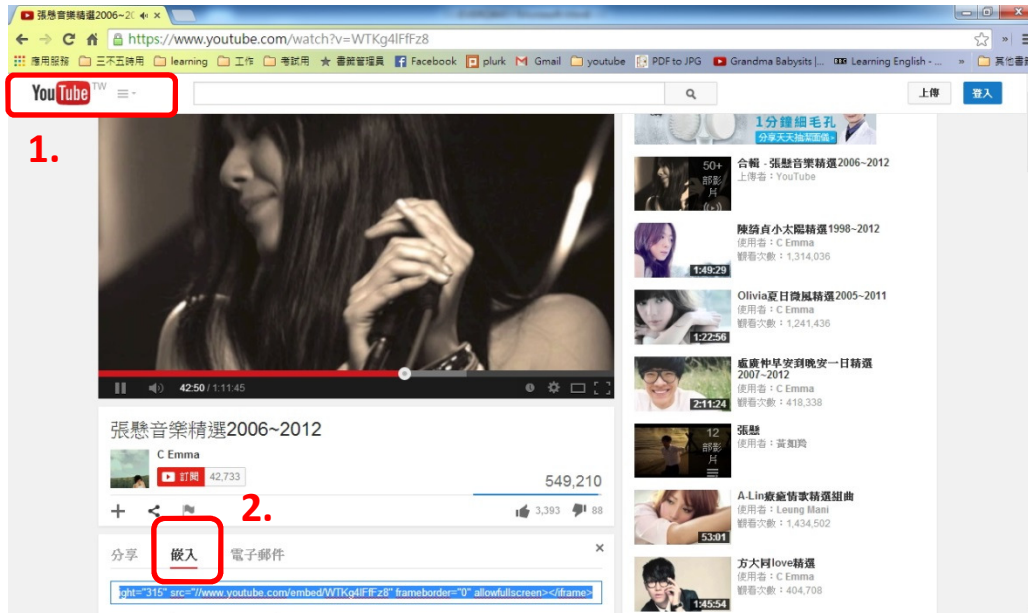 張懸音樂精選2006~20
https://www.youtube.com/watch?v=WTKg4lFfFz8
應用服務 三不五時用 learning 工作 考試用 書籤管理員 Facebook plurk Gmail youtube PDF to JPG Grandma Babysits |... Learning English - ... » 其他書籤
YouTube TW
上傳 登入
1.
1分鐘細毛孔
分享天天抽潔面儀
50+
部影片
合輯 - 張懸音樂精選2006~2012
上傳者：YouTube
陳綺貞小太陽精選1998~2012
使用者：C Emma
觀看次數：1,314,036
1:49:29
Olivia夏日微風精選2005~2011
使用者：C Emma
觀看次數：1,241,436
1:22:56
盧廣仲早安到晚安一日精選
2007~2012
使用者：C Emma
觀看次數：418,338
2:11:24
12
部影片
張懸
使用者：黃如羚
A-Lin療癒情歌精選組曲
使用者：Leung Mani
觀看次數：1,434,502
53:01
方大同love精選
使用者：C Emma
觀看次數：404,708
1:45:54
42:50 / 1:11:45
張懸音樂精選2006~2012
C Emma
訂閱 42,733
549,210
2.
3,393 88
分享 嵌入 電子郵件 ×
ght="315" src="//www.youtube.com/embed/WTKg4lFfFz8" frameborder="0" allowfullscreen></iframe>